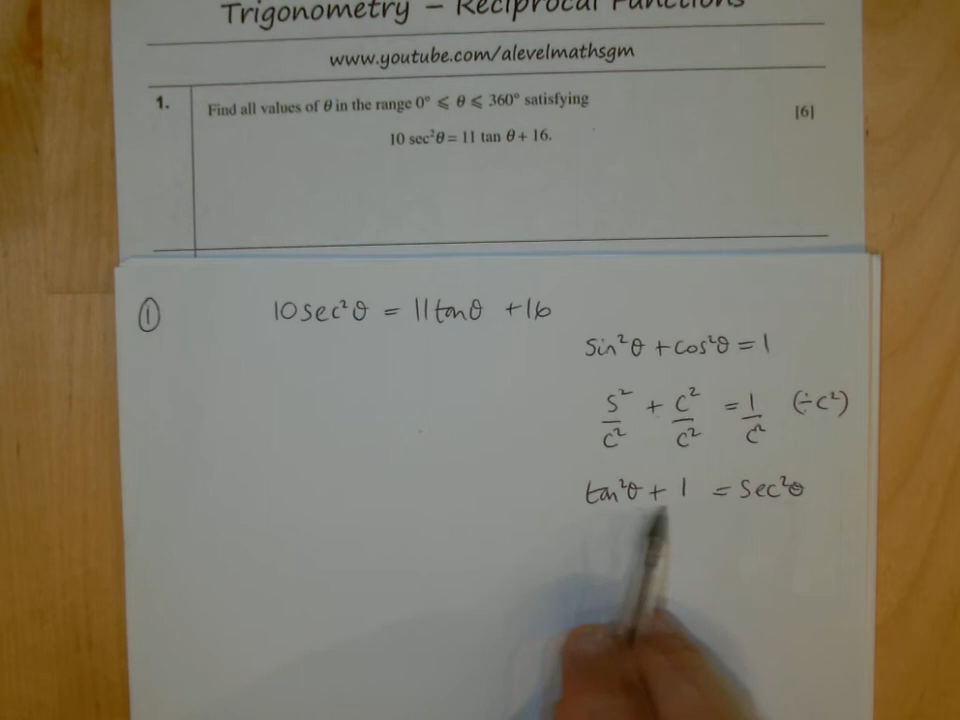 Trigonometry – Reciprocal Functions
www.youtube.com/alevelmathsgm
1. Find all values of θ in the range 0° ⩽ θ ⩽ 360° satisfying [6]
10 sec²θ = 11 tan θ + 16.
① 10sec²θ = 11tanθ + 16
sin²θ + cos²θ = 1
S²/C² + C²/C² = 1/C² (÷C²)
tan²θ + 1 = Sec²θ